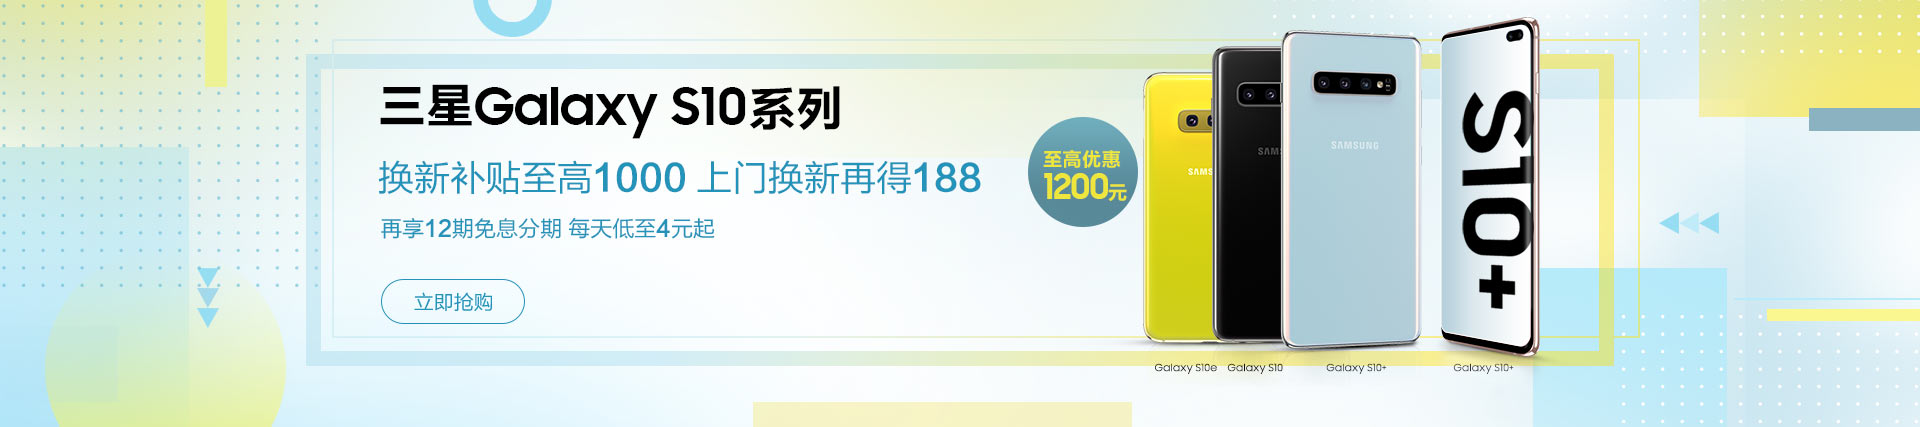 三星Galaxy S10系列
换新补贴至高1000 上门换新再得188
再享12期免息分期 每天低至4元起
立即抢购
至高优惠
1200元
SAMS
SAMS
SAMSUNG
S10+
Galaxy S10e
Galaxy S10
Galaxy S10+
Galaxy S10+